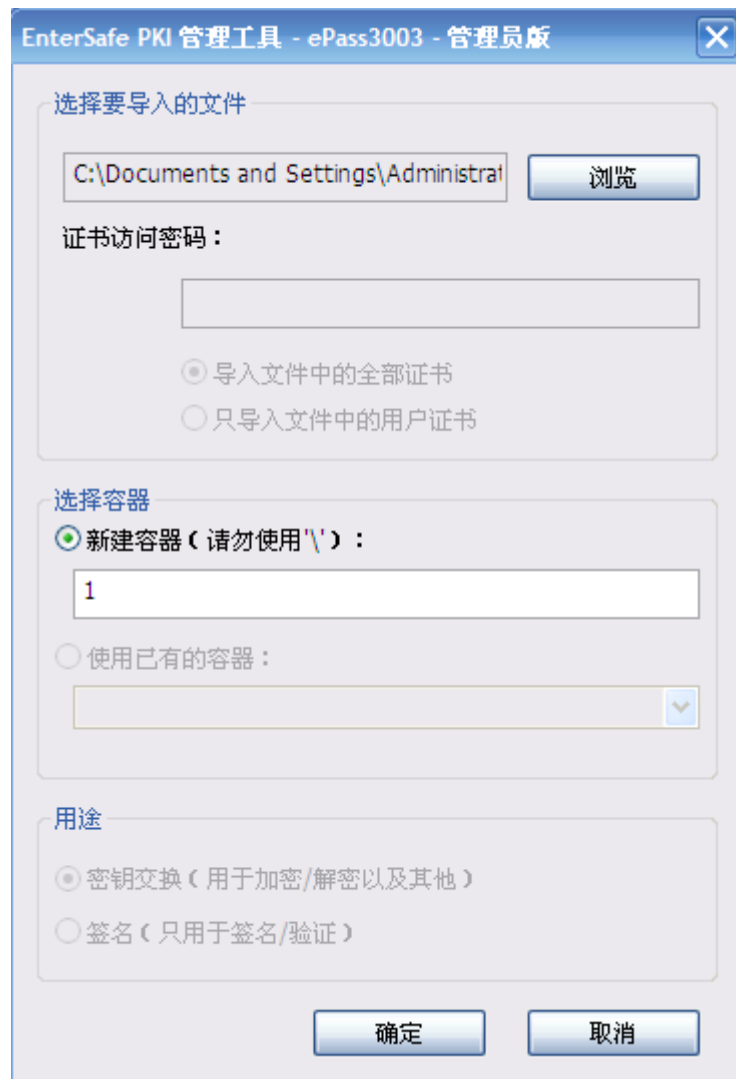 EnterSafe PKI 管理工具 - ePass3003 - 管理员版
选择要导入的文件
C:\Documents and Settings\Administrat
浏览
证书访问密码：
导入文件中的全部证书
只导入文件中的用户证书
选择容器
新建容器（请勿使用'\'）：
1
使用已有的容器：
用途
密钥交换（用于加密/解密以及其他）
签名（只用于签名/验证）
确定
取消